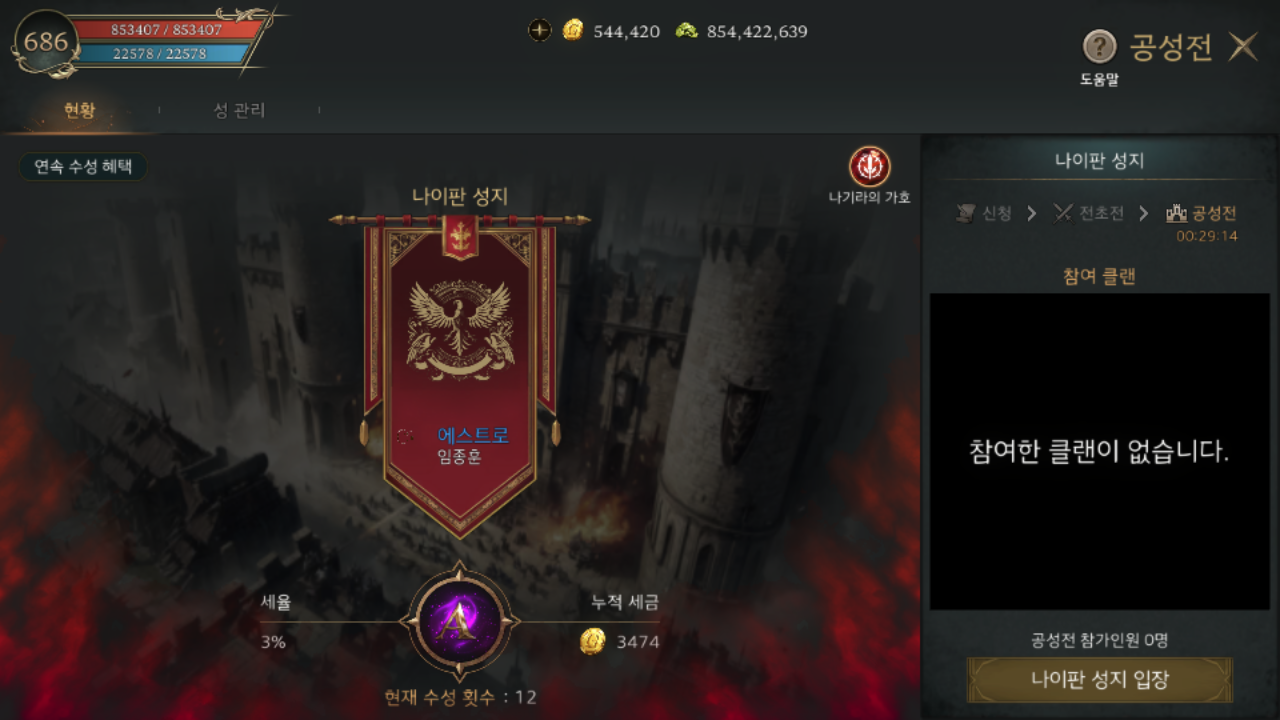 686
853407 / 853407
22578 / 22578
544,420
854,422,639
공성전
도움말
현황
성 관리
연속 수성 혜택
나이판 성지
나기라의 가호
에스트로
임종훈
세율
3%
누적 세금
3474
현재 수성 횟수 : 12
나이판 성지
신청
전초전
공성전
00:29:14
참여 클랜
참여한 클랜이 없습니다.
공성전 참가인원 0명
나이판 성지 입장